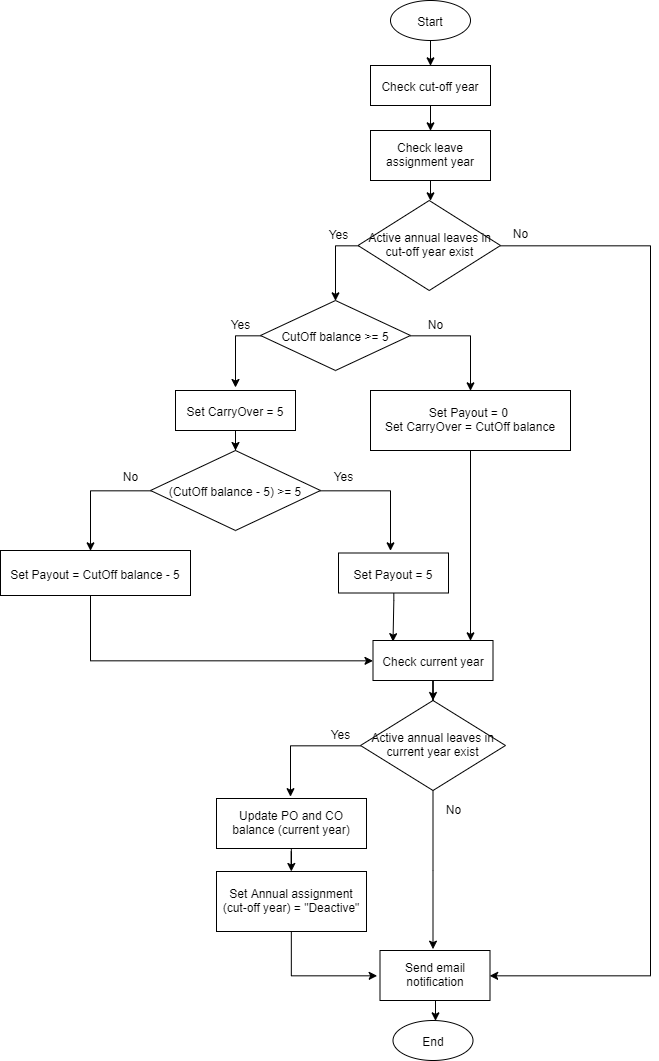 Start
Check cut-off year
Check leave
assignment year
Yes
Active annual leaves in
cut-off year exist
No
Yes
CutOff balance >= 5
No
Set CarryOver = 5
Set Payout = 0
Set CarryOver = CutOff balance
No
(CutOff balance - 5) >= 5
Yes
Set Payout = CutOff balance - 5
Set Payout = 5
Check current year
Yes
Active annual leaves in
current year exist
No
Update PO and CO
balance (current year)
Set Annual assignment
(cut-off year) = "Deactive"
Send email
notification
End